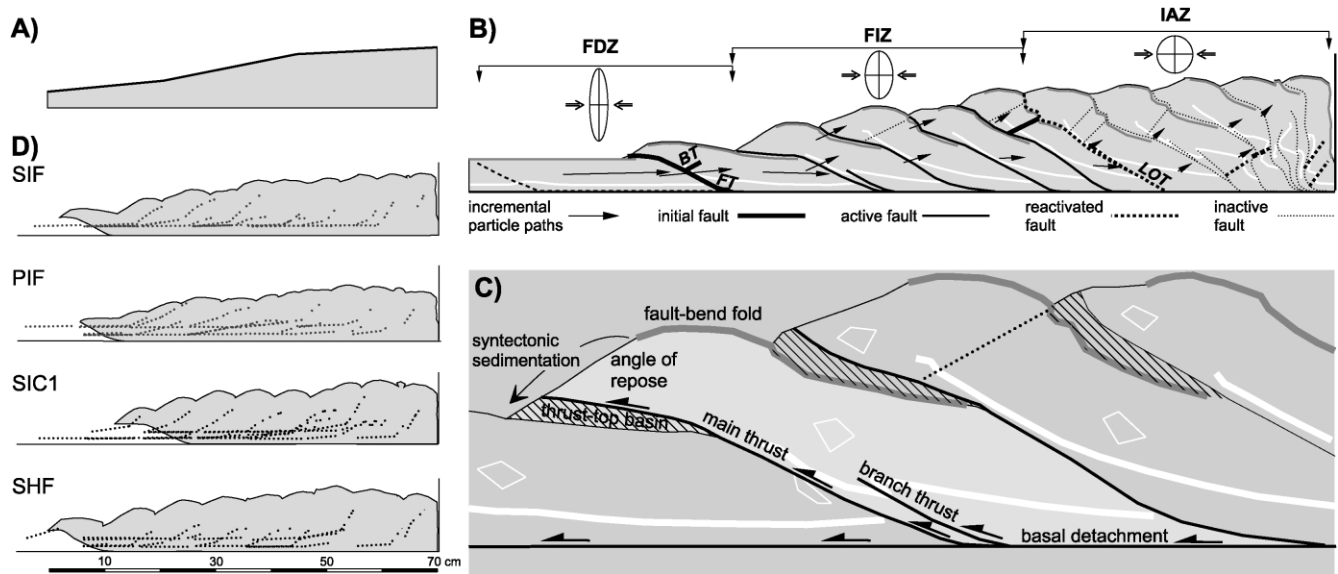 A)
D)
SIF
PIF
SIC1
SHF
10 30 50 70 cm
B)
FDZ
FIZ
IAZ
BT
FT
LOT
incremental particle paths
initial fault
active fault
reactivated fault
inactive fault
C)
fault-bend fold
syntectonic
sedimentation
angle of
repose
thrust-top basin
main thrust
branch thrust
basal detachment